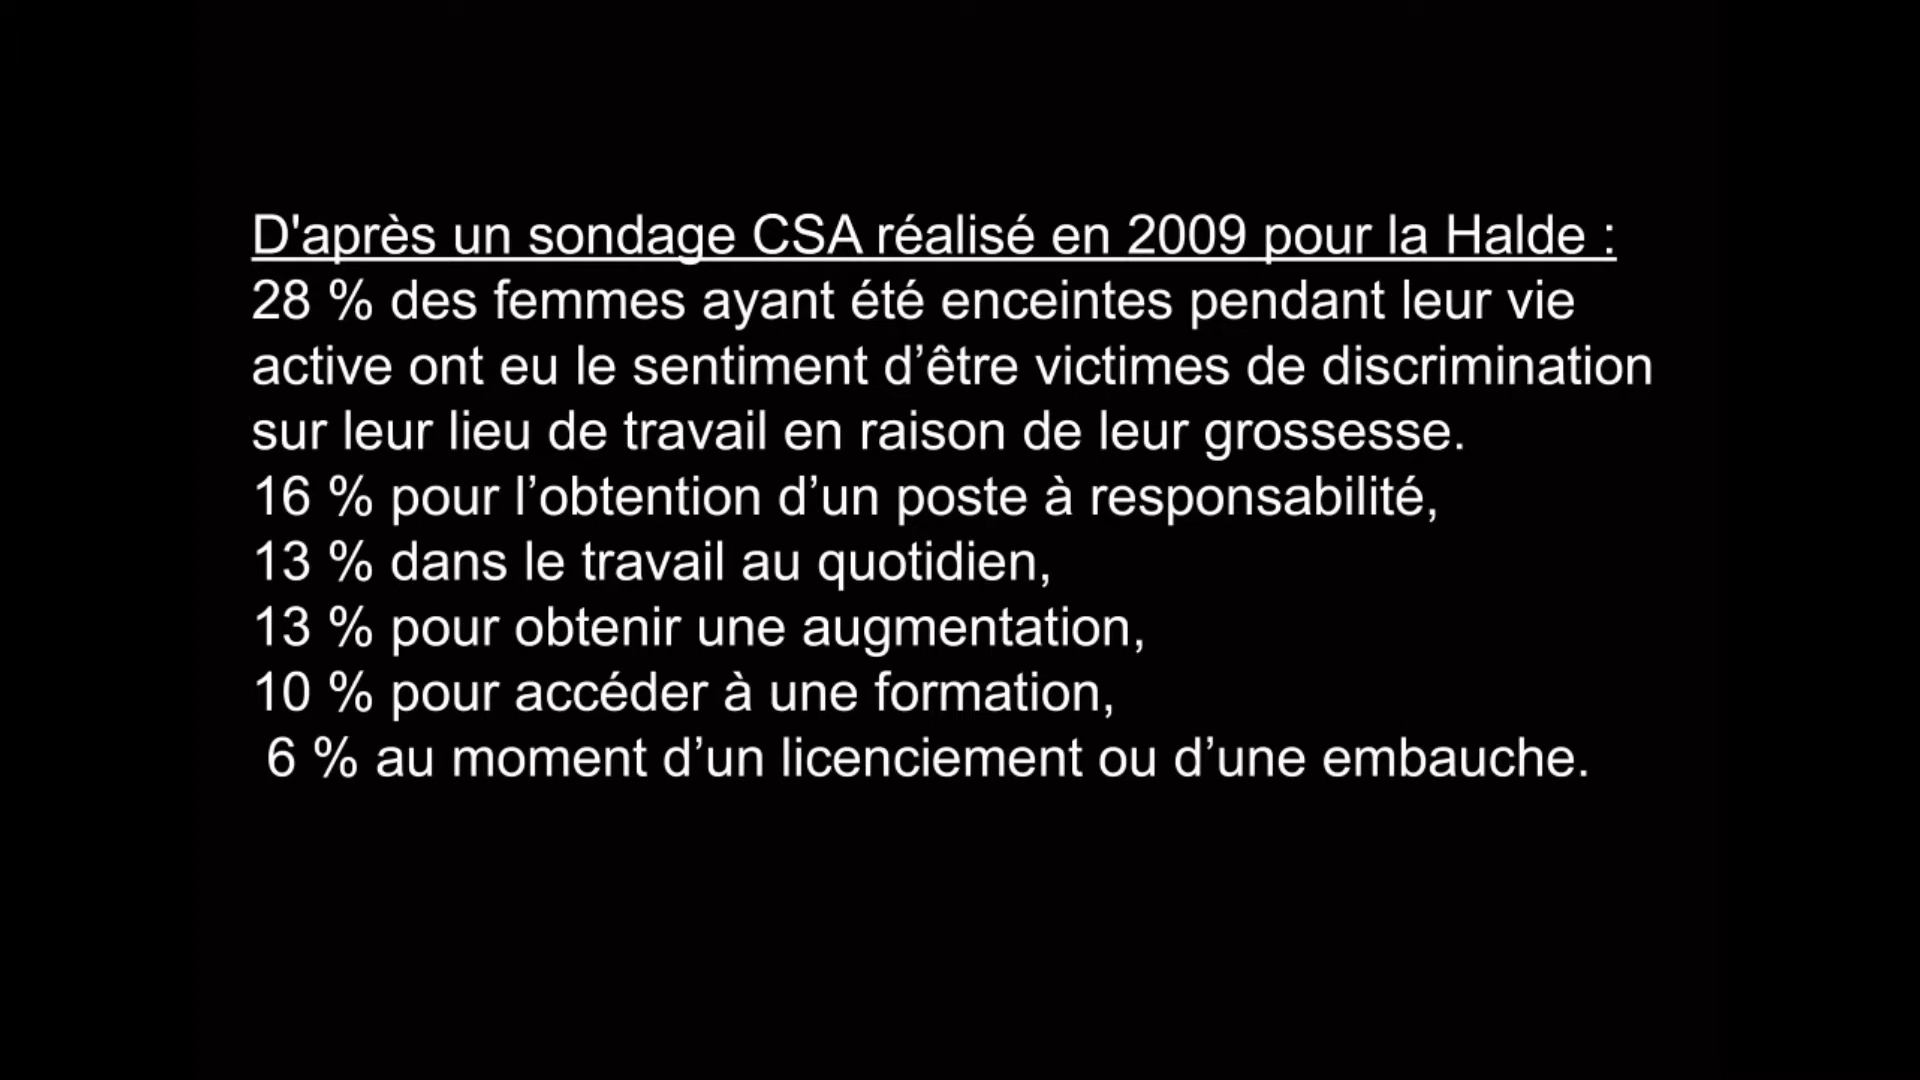 D'après un sondage CSA réalisé en 2009 pour la Halde :
28 % des femmes ayant été enceintes pendant leur vie
active ont eu le sentiment d’être victimes de discrimination
sur leur lieu de travail en raison de leur grossesse.
16 % pour l’obtention d’un poste à responsabilité,
13 % dans le travail au quotidien,
13 % pour obtenir une augmentation,
10 % pour accéder à une formation,
6 % au moment d’un licenciement ou d’une embauche.